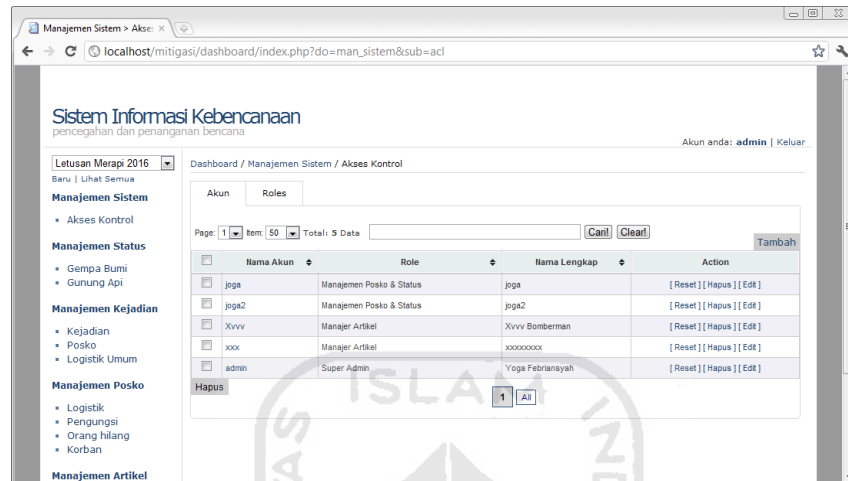 Manajemen Sistem > Akse
localhost/mitigasi/dashboard/index.php?do=man_sistem&sub=acl
Sistem Informasi Kebencanaan
pencegahan dan penanganan bencana
Akun anda: admin | Keluar
Letusan Merapi 2016
Baru | Lihat Semua
Manajemen Sistem
Akses Kontrol
Manajemen Status
Gempa Bumi
Gunung Api
Manajemen Kejadian
Kejadian
Posko
Logistik Umum
Manajemen Posko
Logistik
Pengungsi
Orang hilang
Korban
Manajemen Artikel
Dashboard / Manajemen Sistem / Akses Kontrol
Akun Roles
Page: 1 Item: 50 Total: 5 Data Cari! Clear!
Tambah
Nama Akun Role Nama Lengkap Action
joga Manajemen Posko & Status joga [ Reset ] [ Hapus ] [ Edit ]
joga2 Manajemen Posko & Status joga2 [ Reset ] [ Hapus ] [ Edit ]
Xvvv Manajer Artikel Xvvv Bomberman [ Reset ] [ Hapus ] [ Edit ]
xxx Manajer Artikel xxxxxxxx [ Reset ] [ Hapus ] [ Edit ]
admin Super Admin Yoga Febriansyah [ Reset ] [ Hapus ] [ Edit ]
Hapus
1 All
ISLAM